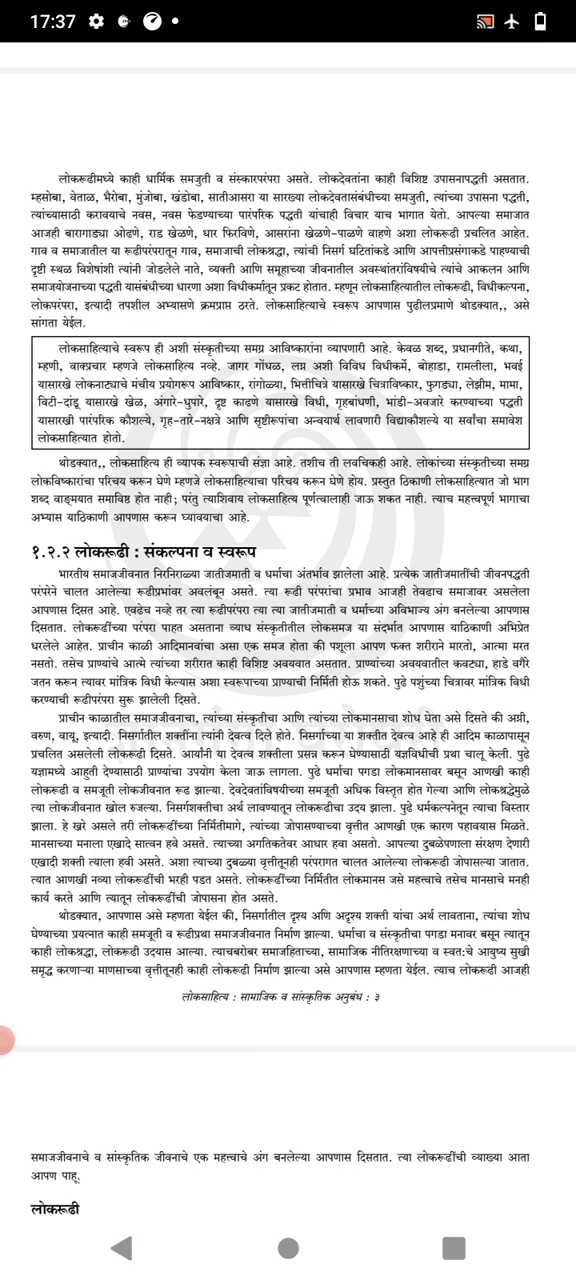 17:37
लोकरूढीमध्ये काही धार्मिक समजुती व संस्कारपरंपरा असते. लोकदेवतांना काही विशिष्ट उपासनापद्धती असतात.
म्हसोबा, वेताळ, भैरोबा, मुंजोबा, खंडोबा, सातीआसरा या सारख्या लोकदेवतासंबंधीच्या समजुती, त्यांच्या उपासना पद्धती,
त्यांच्यासाठी करावयाचे नवस, नवस फेडण्याच्या पारंपरिक पद्धती यांचाही विचार याच भागात येतो. आपल्या समाजात
आजही बारागाड्या ओढणे, राड खेळणे, धार फिरविणे, आसरांना खेळणे-पाळणे वाहणे अशा लोकरूढी प्रचलित आहेत.
गाव व समाजातील या रूढीपरंपरातून गाव, समाजाची लोकश्रद्धा, त्यांची निसर्ग घटितांकडे आणि आपत्तीप्रसंगाकडे पाहण्याची
दृष्टी स्थळ विशेषांशी त्यांनी जोडलेले नाते, व्यक्ती आणि समूहाच्या जीवनातील अवस्थांतरांविषयीचे त्यांचे आकलन आणि
समाजयोजनाच्या पद्धती यासंबंधीच्या धारणा अशा विधीकर्मातून प्रकट होतात. म्हणून लोकसाहित्यातील लोकरूढी, विधीकल्पना,
लोकपरंपरा, इत्यादी तपशील अभ्यासणे क्रमप्राप्त ठरते. लोकसाहित्याचे स्वरूप आपणास पुढीलप्रमाणे थोडक्यात,, असे
सांगता येईल.
लोकसाहित्याचे स्वरूप ही अशी संस्कृतीच्या समग्र आविष्कारांना व्यापणारी आहे. केवळ शब्द, प्रधानगीते, कथा,
म्हणी, वाक्प्रचार म्हणजे लोकसाहित्य नव्हे. जागर गोंधळ, लग्न अशी विविध विधीकर्मे, बोहाडा, रामलीला, भवई
यासारखे लोकनाट्याचे मंचीय प्रयोगरूप आविष्कार, रांगोळ्या, भित्तीचित्रे यासारखे चित्राविष्कार, फुगड्या, लेझीम, मामा,
विटी-दांडू यासारखे खेळ, अंगारे-धुपारे, दृष्ट काढणे यासारखे विधी, गृहबांधणी, भांडी-अवजारे करण्याच्या पद्धती
यासारखी पारंपरिक कौशल्ये, गृह-तारे-नक्षत्रे आणि सृष्टीरूपांचा अन्वयार्थ लावणारी विद्याकौशल्ये या सर्वांचा समावेश
लोकसाहित्यात होतो.
थोडक्यात,, लोकसाहित्य ही व्यापक स्वरूपाची संज्ञा आहे. तशीच ती लवचिकही आहे. लोकांच्या संस्कृतीच्या समग्र
लोकविष्कारांचा परिचय करून घेणे म्हणजे लोकसाहित्याचा परिचय करून घेणे होय. प्रस्तुत ठिकाणी लोकसाहित्यात जो भाग
शब्द वाङ्मयात समाविष्ठ होत नाही; परंतु त्याशिवाय लोकसाहित्य पूर्णत्वालाही जाऊ शकत नाही. त्याच महत्त्वपूर्ण भागाचा
अभ्यास याठिकाणी आपणास करून घ्यावयाचा आहे.
१.२.२ लोकरूढी : संकल्पना व स्वरूप
भारतीय समाजजीवनात निरनिराळ्या जातीजमाती व धर्माचा अंतर्भाव झालेला आहे. प्रत्येक जातीजमातींची जीवनपद्धती
परंपरेने चालत आलेल्या रूढीप्रभांवर अवलंबून असते. त्या रूढी परंपरांचा प्रभाव आजही तेवढाच समाजावर असलेला
आपणास दिसत आहे. एवढेच नव्हे तर त्या रूढीपरंपरा त्या त्या जातीजमाती व धर्माच्या अविभाज्य अंग बनलेल्या आपणास
दिसतात. लोकरूढींच्या परंपरा पाहत असताना व्याध संस्कृतीतील लोकसमज या संदर्भात आपणास याठिकाणी अभिप्रेत
धरलेले आहेत. प्राचीन काळी आदिमानवांचा असा एक समज होता की पशूला आपण फक्त शरीराने मारतो, आत्मा मरत
नसतो. तसेच प्राण्यांचे आत्मे त्यांच्या शरीरात काही विशिष्ट अवयवात असतात. प्राण्यांच्या अवयवातील कवट्या, हाडे वगैरे
जतन करून त्यावर मांत्रिक विधी केल्यास अशा स्वरूपाच्या प्राण्याची निर्मिती होऊ शकते. पुढे पशुंच्या चित्रावर मांत्रिक विधी
करण्याची रूढीपरंपरा सुरू झालेली दिसते.
प्राचीन काळातील समाजजीवनाचा, त्यांच्या संस्कृतीचा आणि त्यांच्या लोकमानसाचा शोध घेता असे दिसते की अग्नी,
वरुण, वायू, इत्यादी. निसर्गातील शक्तींना त्यांनी देवत्व दिले होते. निसर्गाच्या या शक्तीत देवत्व आहे ही आदिम काळापासून
प्रचलित असलेली लोकरूढी दिसते. आर्यांनी या देवत्व शक्तीला प्रसन्न करून घेण्यासाठी यज्ञविधीची प्रथा चालू केली. पुढे
यज्ञामध्ये आहुती देण्यासाठी प्राण्यांचा उपयोग केला जाऊ लागला. पुढे धर्माचा पगडा लोकमानसावर बसून आणखी काही
लोकरूढी व समजूती लोकजीवनात रूढ झाल्या. देवदेवतांविषयीच्या समजूती अधिक विस्तृत होत गेल्या आणि लोकश्रद्धेमुळे
त्या लोकजीवनात खोल रुजल्या. निसर्गशक्तीचा अर्थ लावण्यातून लोकरूढीचा उदय झाला. पुढे धर्मकल्पनेतून त्याचा विस्तार
झाला. हे खरे असले तरी लोकरूढींच्या निर्मितीमागे, त्यांच्या जोपासण्याच्या वृत्तीत आणखी एक कारण पहावयास मिळते.
मानसाच्या मनाला एखादे सात्वन हवे असते. त्याच्या अगतिकतेवर आधार हवा असतो. आपल्या दुबळेपणाला संरक्षण देणारी
एखादी शक्ती त्याला हवी असते. अशा त्याच्या दुबळ्या वृत्तीतूनही परंपरागत चालत आलेल्या लोकरूढी जोपासल्या जातात.
त्यात आणखी नव्या लोकरूढींची भरही पडत असते. लोकरूढींच्या निर्मितीत लोकमानस जसे महत्त्वाचे तसेच मानसाचे मनही
कार्य करते आणि त्यातून लोकरूढींची जोपासना होत असते.
थोडक्यात, आपणास असे म्हणता येईल की, निसर्गातील दृश्य अणि अदृश्य शक्ती यांचा अर्थ लावताना, त्यांचा शोध
घेण्याच्या प्रयत्नात काही समजूती व रूढीप्रथा समाजजीवनात निर्माण झाल्या. धर्माचा व संस्कृतीचा पगडा मनावर बसून त्यातून
काही लोकश्रद्धा, लोकरूढी उदयास आल्या. त्याचबरोबर समाजहिताच्या, सामाजिक नीतिरक्षणाच्या व स्वत:चे आयुष्य सुखी
समृद्ध करणाऱ्या माणसाच्या वृत्तीतूनही काही लोकरूढी निर्माण झाल्या असे आपणास म्हणता येईल. त्याच लोकरूढी आजही
लोकसाहित्य : सामाजिक व सांस्कृतिक अनुबंध : ३
समाजजीवनाचे व सांस्कृतिक जीवनाचे एक महत्त्वाचे अंग बनलेल्या आपणास दिसतात. त्या लोकरूढींची व्याख्या आता
आपण पाहू.
लोकरूढी